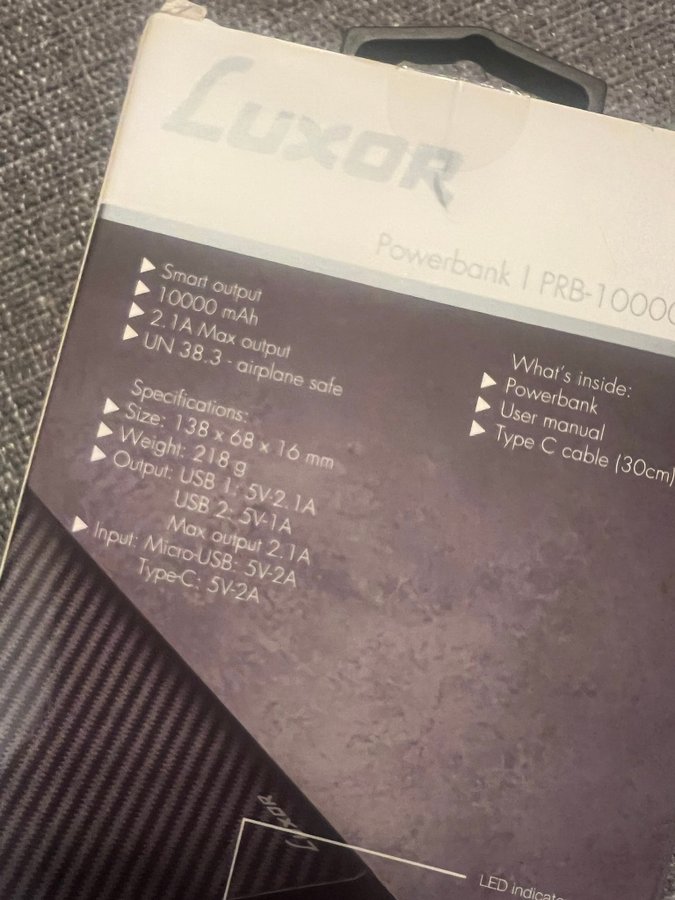 LUXOR
Powerbank | PRB-10000
Smart output
10000 mAh
2.1A Max output
UN 38.3 - airplane safe
Specifications:
Size: 138 x 68 x 16 mm
Weight: 218 g
Output: USB 1: 5V-2.1A
USB 2: 5V-1A
Max output 2.1A
Input: Micro-USB: 5V-2A
Type-C: 5V-2A
What's inside:
Powerbank
User manual
Type C cable (30cm)
LUXOR
LED indicato